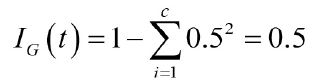 I_G(t) = 1 − ∑_{i=1}^{c} 0.5² = 0.5